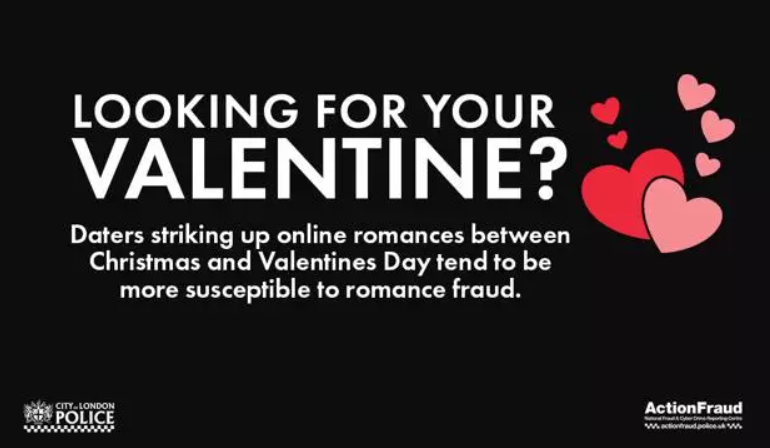 LOOKING FOR YOUR
VALENTINE?
Daters striking up online romances between
Christmas and Valentines Day tend to be
more susceptible to romance fraud.
CITY OF LONDON
POLICE
ActionFraud
National Fraud & Cyber Crime Reporting Centre
actionfraud.police.uk